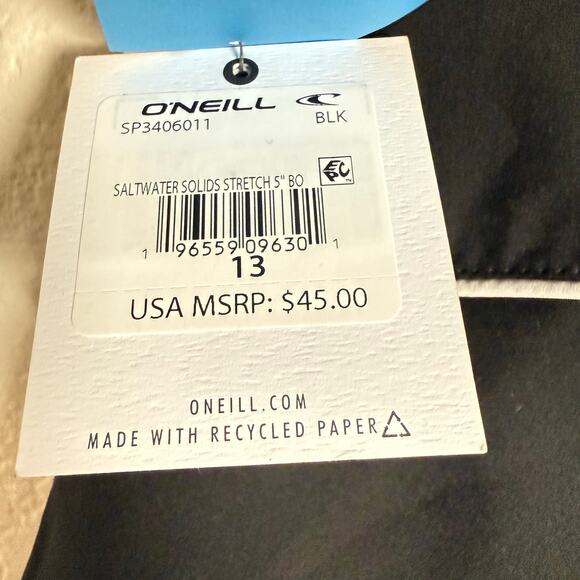 O'NEILL
SP3406011 BLK
SALTWATER SOLIDS STRETCH 5" BO EPC
1 96559 09630 1
13
USA MSRP: $45.00
ONEILL.COM
MADE WITH RECYCLED PAPER